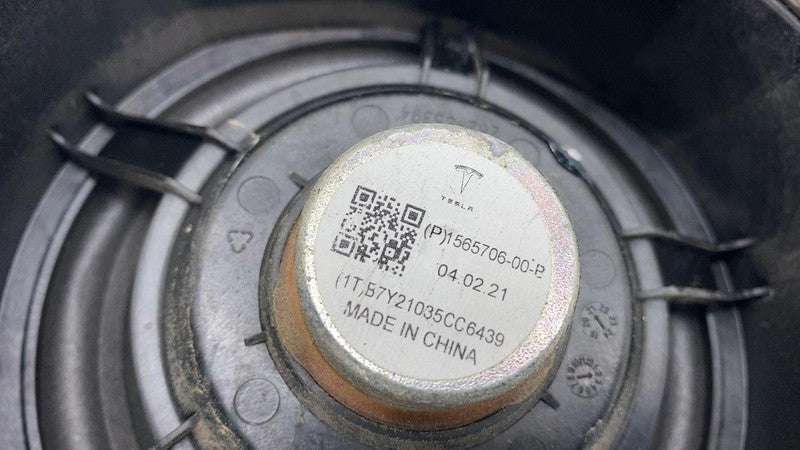 TESLA
(P)1565706-00-B
04.02.21
(1T)B7Y21035CC6439
MADE IN CHINA